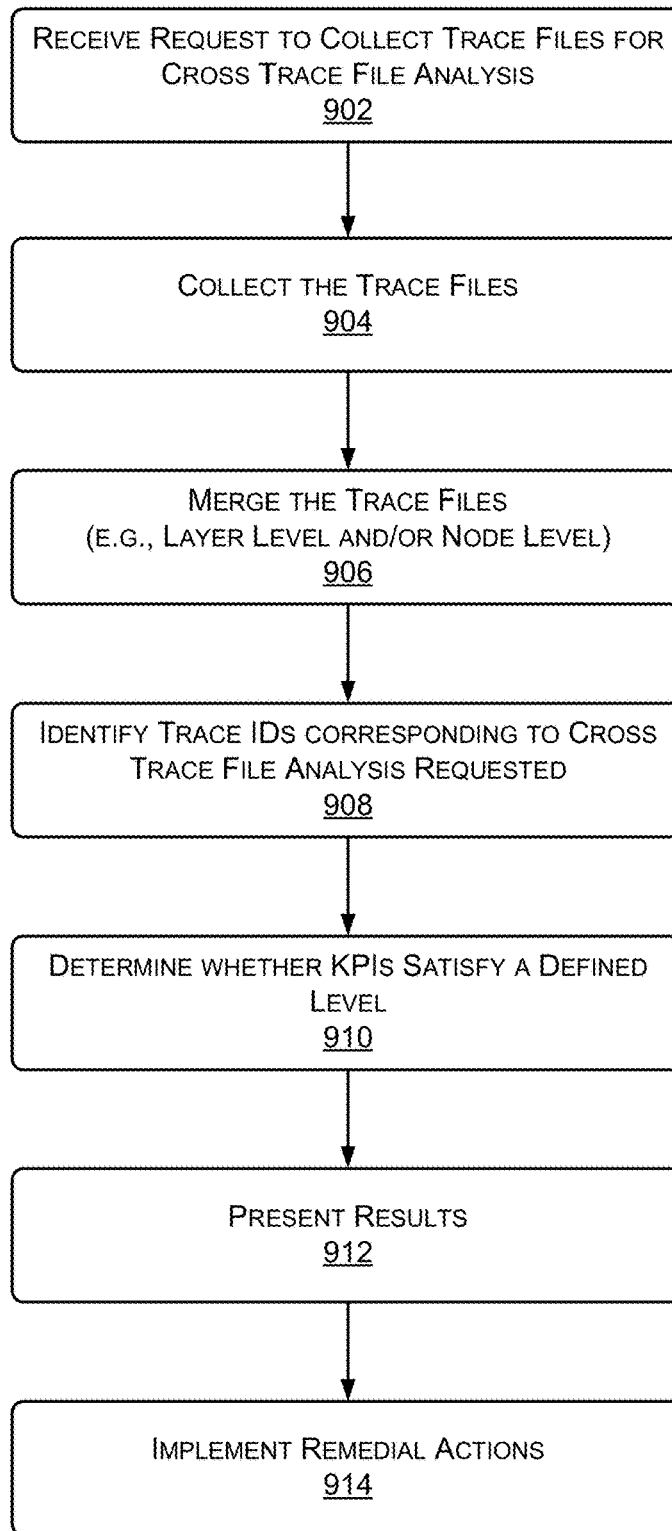 RECEIVE REQUEST TO COLLECT TRACE FILES FOR
CROSS TRACE FILE ANALYSIS
902
COLLECT THE TRACE FILES
904
MERGE THE TRACE FILES
(E.G., LAYER LEVEL AND/OR NODE LEVEL)
906
IDENTIFY TRACE IDS CORRESPONDING TO CROSS
TRACE FILE ANALYSIS REQUESTED
908
DETERMINE WHETHER KPIS SATISFY A DEFINED
LEVEL
910
PRESENT RESULTS
912
IMPLEMENT REMEDIAL ACTIONS
914